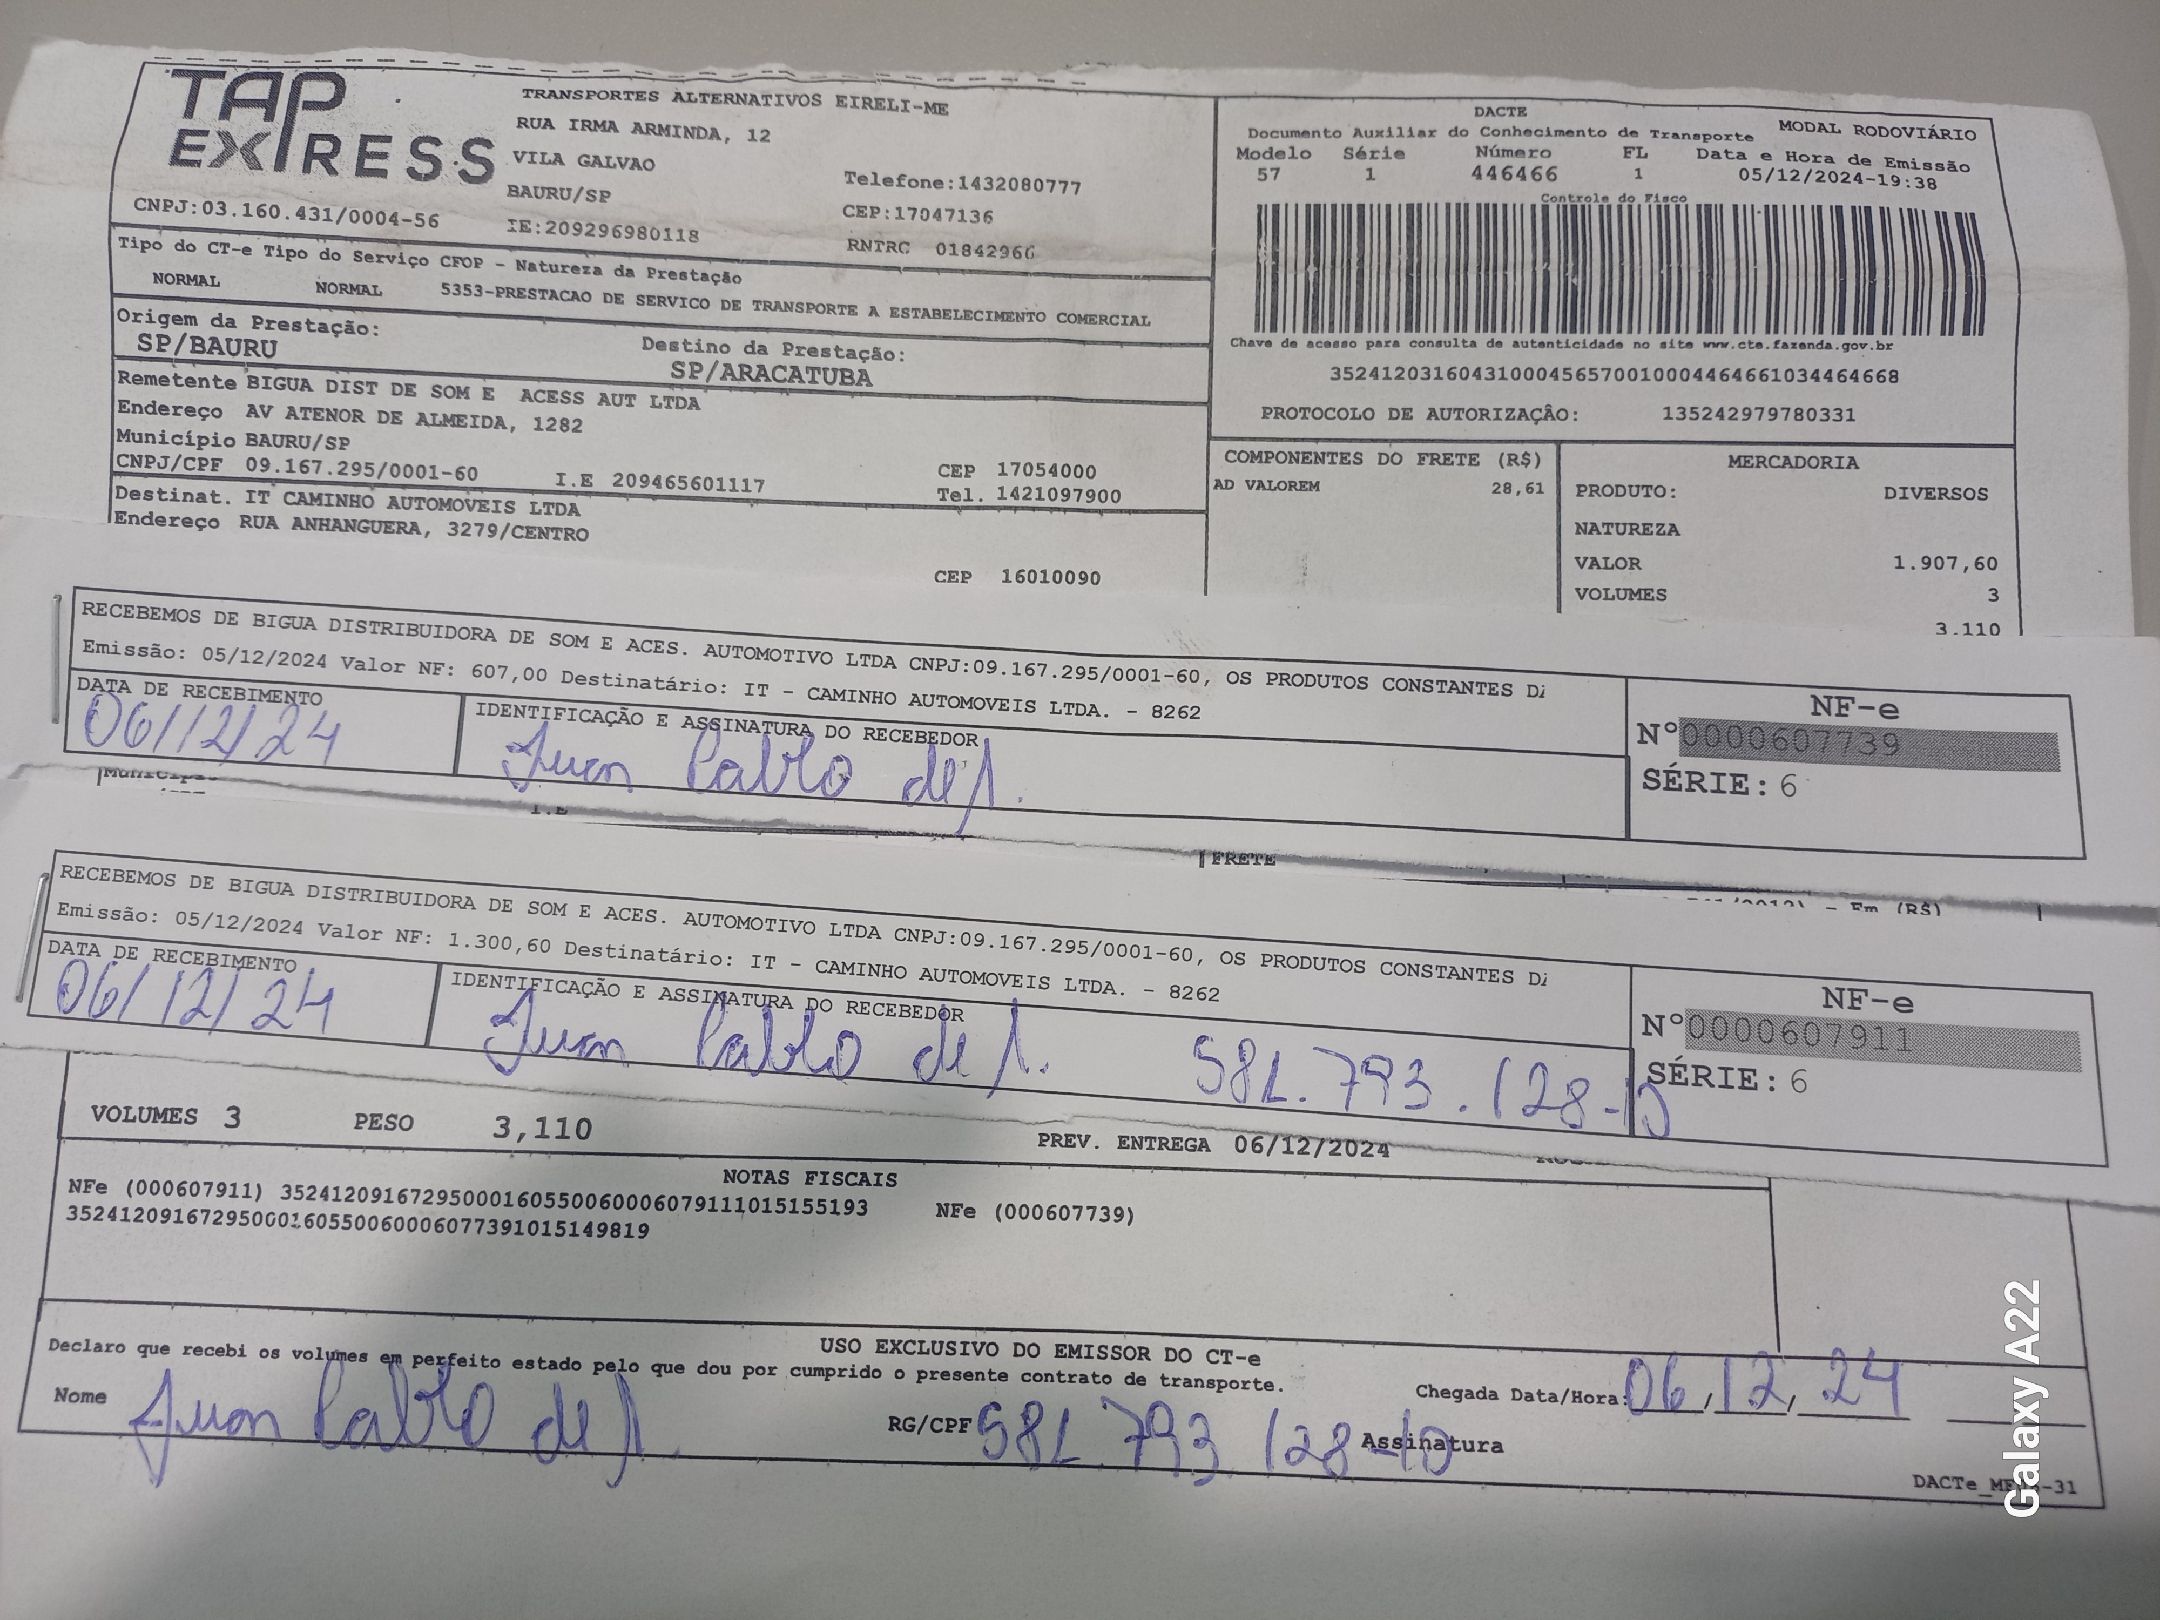 TAP EXPRESS
TRANSPORTES ALTERNATIVOS EIRELI-ME
RUA IRMA ARMINDA, 12
VILA GALVAO
BAURU/SP
Telefone:1432080777
CEP:17047136
CNPJ:03.160.431/0004-56
IE:209296980118
RNTRC 01842966
DACTE
Documento Auxiliar do Conhecimento de Transporte MODAL RODOVIÁRIO
Modelo Série Número FL Data e Hora de Emissão
57 1 446466 1 05/12/2024-19:38
Controle do Fisco
Chave de acesso para consulta de autenticidade no site www.cte.fazenda.gov.br
35241203160431000456570010004464661034464668
PROTOCOLO DE AUTORIZAÇÂO: 135242979780331
Tipo do CT-e Tipo do Serviço CFOP - Natureza da Prestação
NORMAL NORMAL 5353-PRESTACAO DE SERVICO DE TRANSPORTE A ESTABELECIMENTO COMERCIAL
Origem da Prestação:
SP/BAURU
Destino da Prestação:
SP/ARACATUBA
Remetente BIGUA DIST DE SOM E ACESS AUT LTDA
Endereço AV ATENOR DE ALMEIDA, 1282
Município BAURU/SP
CEP 17054000
CNPJ/CPF 09.167.295/0001-60 I.E 209465601117 Tel. 1421097900
Destinat. IT CAMINHO AUTOMOVEIS LTDA
Endereço RUA ANHANGUERA, 3279/CENTRO
CEP 16010090
COMPONENTES DO FRETE (R$)
AD VALOREM 28,61
MERCADORIA
PRODUTO: DIVERSOS
NATUREZA
VALOR 1.907,60
VOLUMES 3
3.110
RECEBEMOS DE BIGUA DISTRIBUIDORA DE SOM E ACES. AUTOMOTIVO LTDA CNPJ:09.167.295/0001-60, OS PRODUTOS CONSTANTES
Emissão: 05/12/2024 Valor NF: 607,00 Destinatário: IT - CAMINHO AUTOMOVEIS LTDA. - 8262
DATA DE RECEBIMENTO
06/12/24
IDENTIFICAÇÃO E ASSINATURA DO RECEBEDOR
Juan Pablo de
NF-e
Nº0000607739
SÉRIE: 6
I.E
FRETE
Em (R$)
RECEBEMOS DE BIGUA DISTRIBUIDORA DE SOM E ACES. AUTOMOTIVO LTDA CNPJ:09.167.295/0001-60, OS PRODUTOS CONSTANTES
Emissão: 05/12/2024 Valor NF: 1.300,60 Destinatário: IT - CAMINHO AUTOMOVEIS LTDA. - 8262
DATA DE RECEBIMENTO
06/12/24
IDENTIFICAÇÃO E ASSINATURA DO RECEBEDOR
Juan Pablo de
NF-e
Nº0000607911
SÉRIE: 6
VOLUMES 3 PESO 3,110 PREV. ENTREGA 06/12/2024
NOTAS FISCAIS
NFe (000607911) 35241209167295000160550060006079111015155193 NFe (000607739)
35241209167295000160550060006077391015149819
USO EXCLUSIVO DO EMISSOR DO CT-e
Declaro que recebi os volumes em perfeito estado pelo que dou por cumprido o presente contrato de transporte.
Chegada Data/Hora: 06, 12, 24
Nome Juan Pablo de
RG/CPF
Assinatura
Galaxy A22